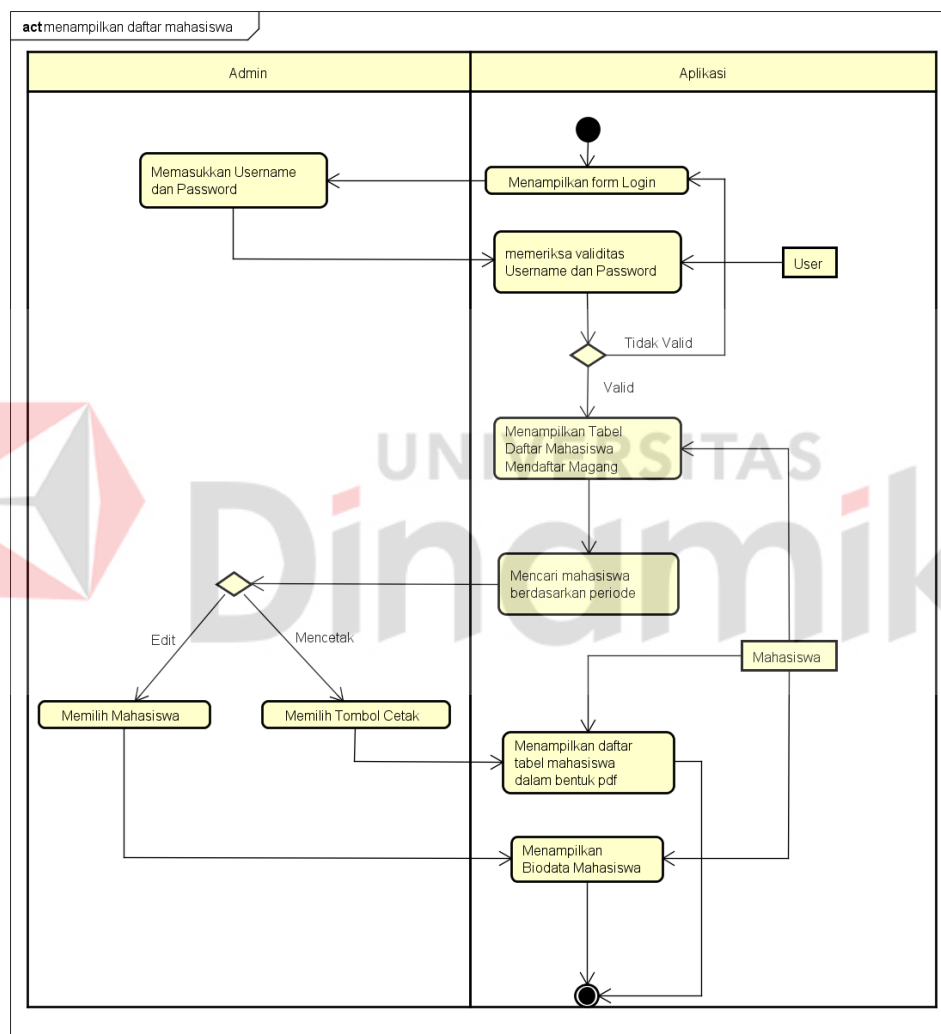 act menampilkan daftar mahasiswa
Admin
Aplikasi
Memasukkan Username
dan Password
Menampilkan form Login
memeriksa validitas
Username dan Password
User
Tidak Valid
Valid
Menampilkan Tabel
Daftar Mahasiswa
Mendaftar Magang
UNIVERSITAS
Dinamik
Mencari mahasiswa
berdasarkan periode
Edit
Mencetak
Mahasiswa
Memilih Mahasiswa
Memilih Tombol Cetak
Menampilkan daftar
tabel mahasiswa
dalam bentuk pdf
Menampilkan
Biodata Mahasiswa